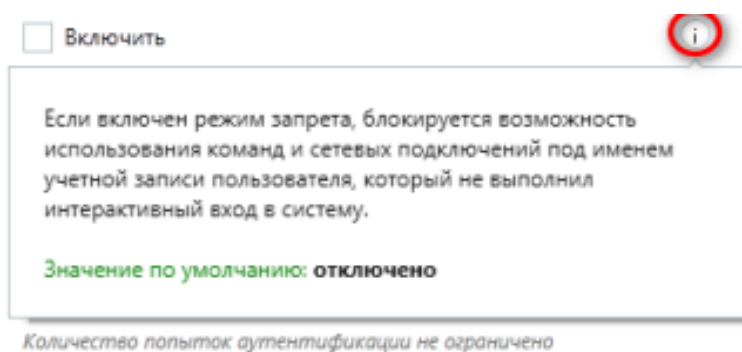 Включить
i
Если включен режим запрета, блокируется возможность
использования команд и сетевых подключений под именем
учетной записи пользователя, который не выполнил
интерактивный вход в систему.
Значение по умолчанию: отключено
Количество попыток аутентификации не ограничено